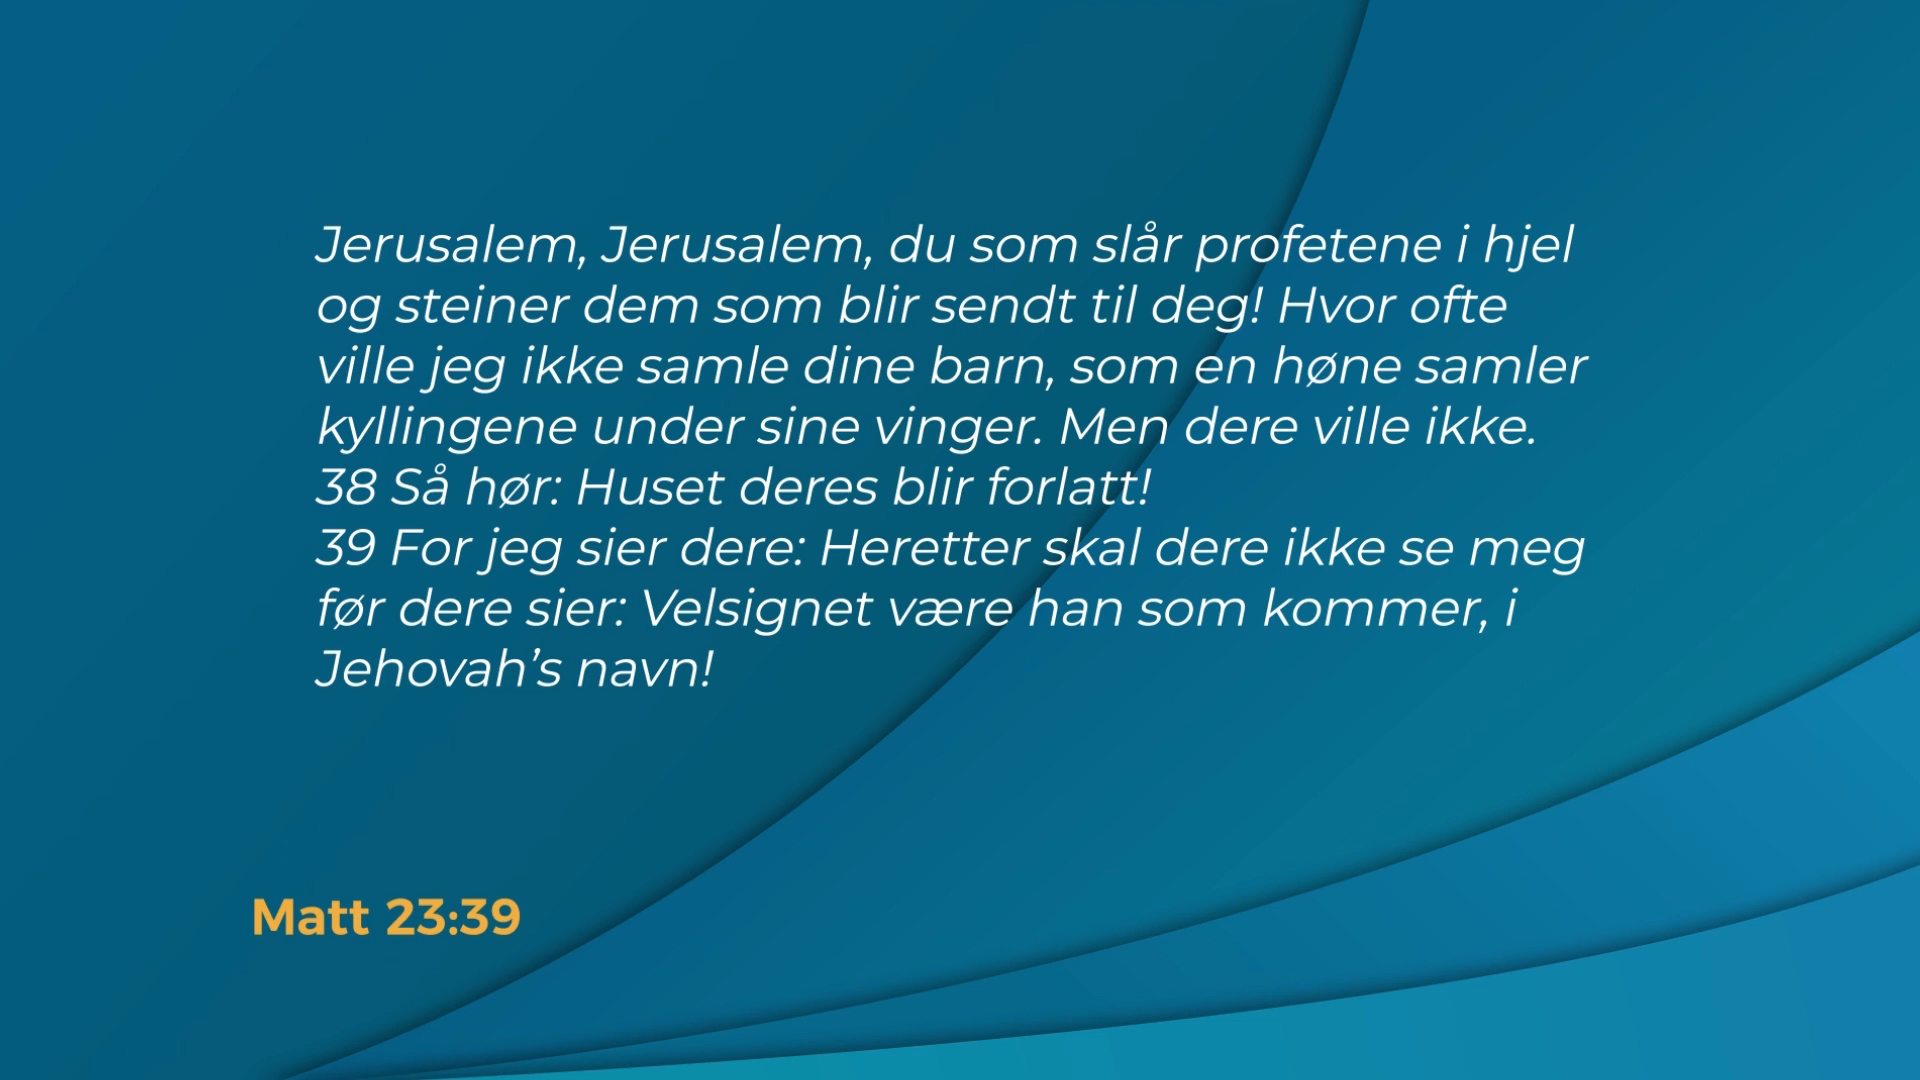 Jerusalem, Jerusalem, du som slår profetene i hjel
og steiner dem som blir sendt til deg! Hvor ofte
ville jeg ikke samle dine barn, som en høne samler
kyllingene under sine vinger. Men dere ville ikke.
38 Så hør: Huset deres blir forlatt!
39 For jeg sier dere: Heretter skal dere ikke se meg
før dere sier: Velsignet være han som kommer, i
Jehovah’s navn!
Matt 23:39